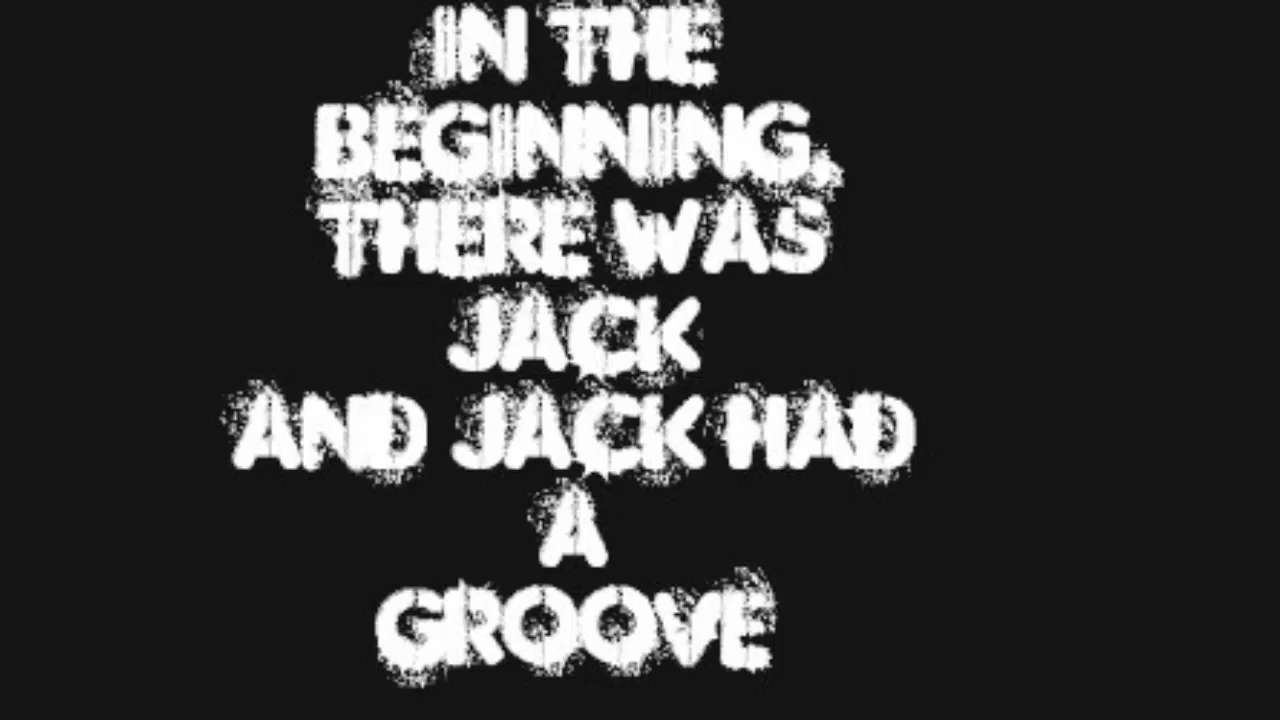 IN THE
BEGINNING,
THERE WAS
JACK
AND JACK HAD
A
GROOVE